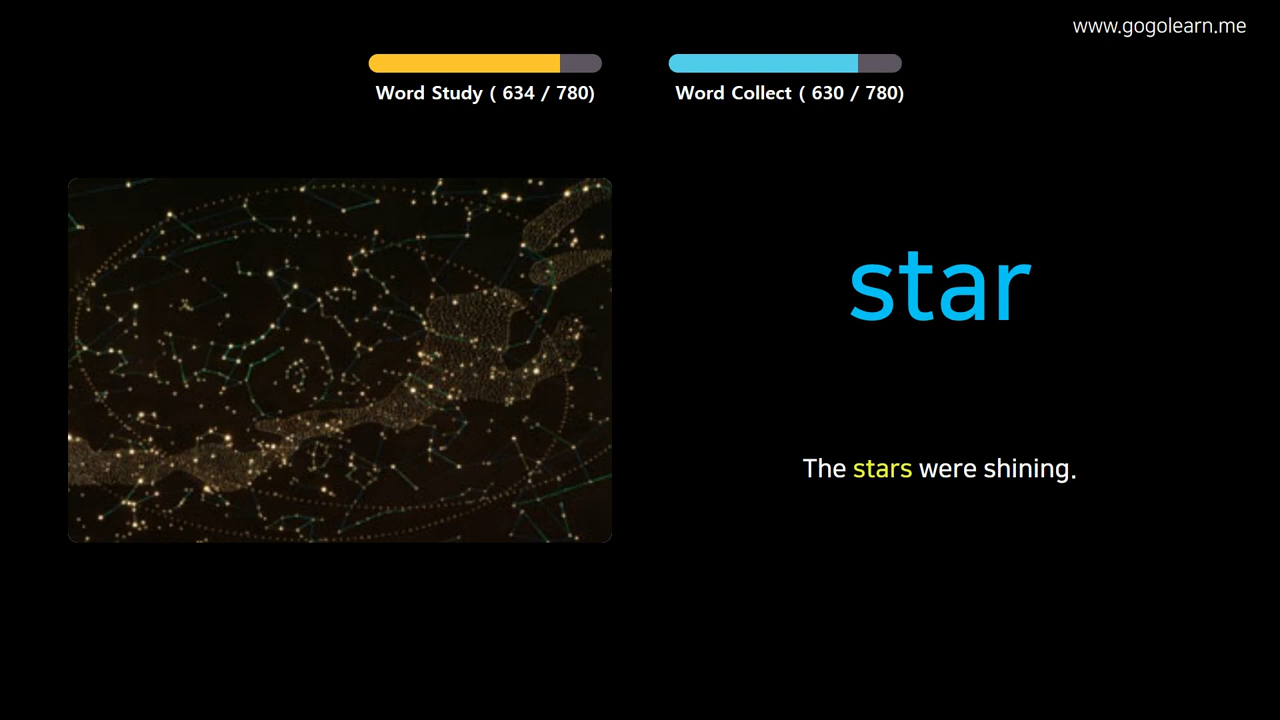 www.gogolearn.me
Word Study ( 634 / 780)
Word Collect ( 630 / 780)
star
The stars were shining.